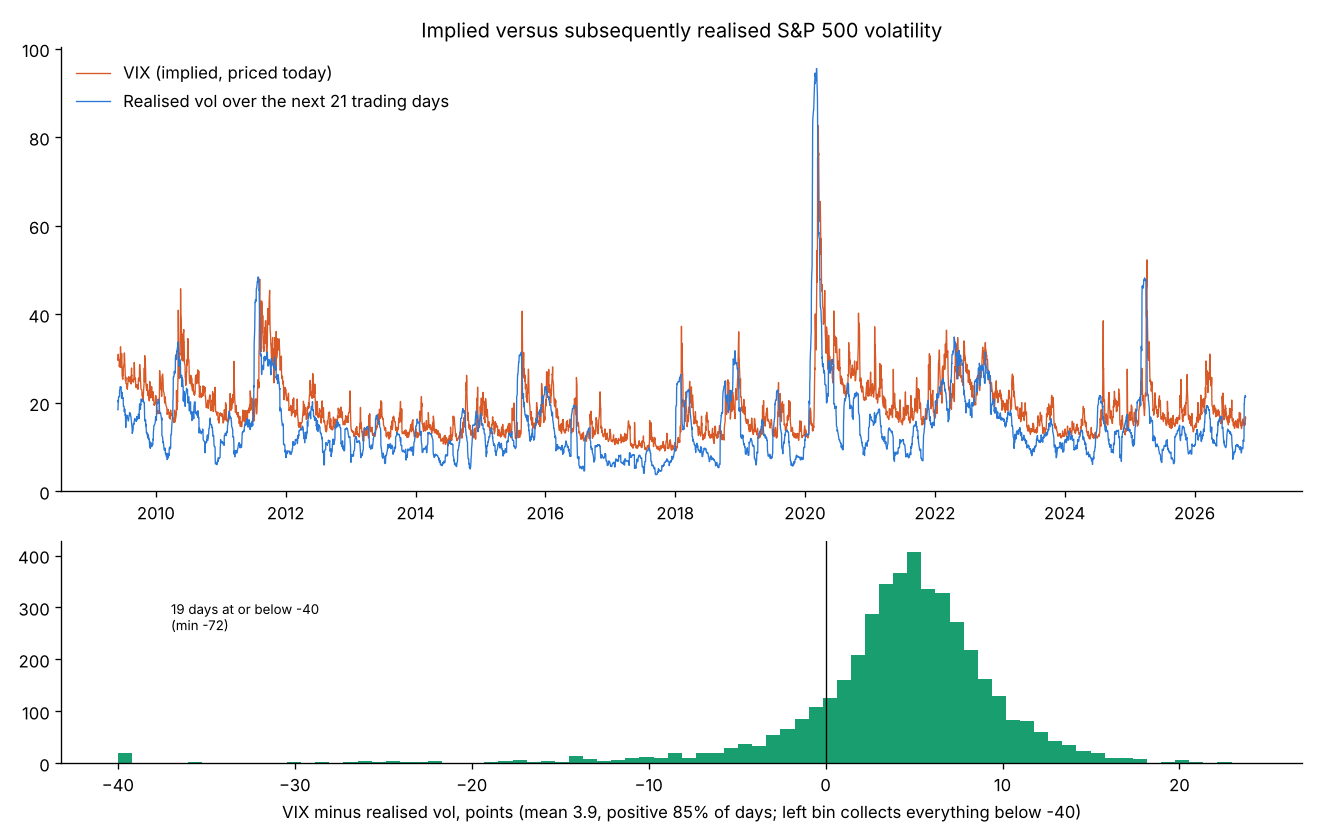 Implied versus subsequently realised S&P 500 volatility
100
VIX (implied, priced today)
Realised vol over the next 21 trading days
80
60
40
20
0
2010 2012 2014 2016 2018 2020 2022 2024 2026
400
19 days at or below -40
(min -72)
300
200
100
0
−40 −30 −20 −10 0 10 20
VIX minus realised vol, points (mean 3.9, positive 85% of days; left bin collects everything below -40)